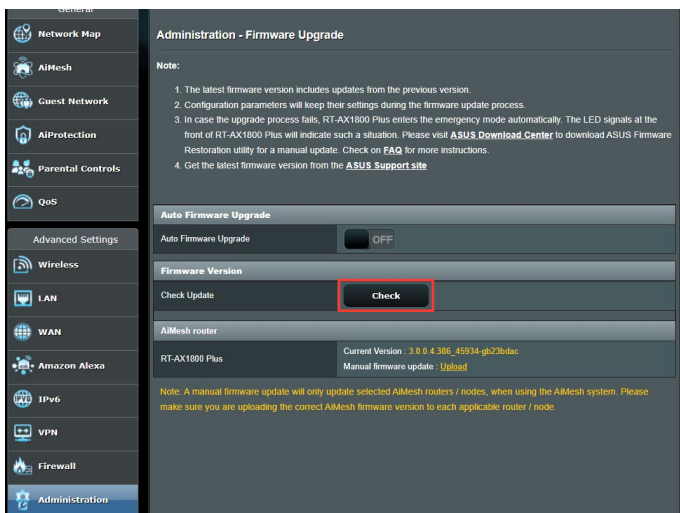 General
Network Map
AiMesh
Guest Network
AiProtection
Parental Controls
QoS
Advanced Settings
Wireless
LAN
WAN
Amazon Alexa
IPv6
VPN
Firewall
Administration
Administration - Firmware Upgrade
Note:
1. The latest firmware version includes updates from the previous version.
2. Configuration parameters will keep their settings during the firmware update process.
3. In case the upgrade process fails, RT-AX1800 Plus enters the emergency mode automatically. The LED signals at the
front of RT-AX1800 Plus will indicate such a situation. Please visit ASUS Download Center to download ASUS Firmware
Restoration utility for a manual update. Check on FAQ for more instructions.
4. Get the latest firmware version from the ASUS Support site
Auto Firmware Upgrade
Auto Firmware Upgrade OFF
Firmware Version
Check Update Check
AiMesh router
RT-AX1800 Plus
Current Version : 3.0.0.4.386_45934-gb23bdac
Manual firmware update : Upload
Note: A manual firmware update will only update selected AiMesh routers / nodes, when using the AiMesh system. Please
make sure you are uploading the correct AiMesh firmware version to each applicable router / node.